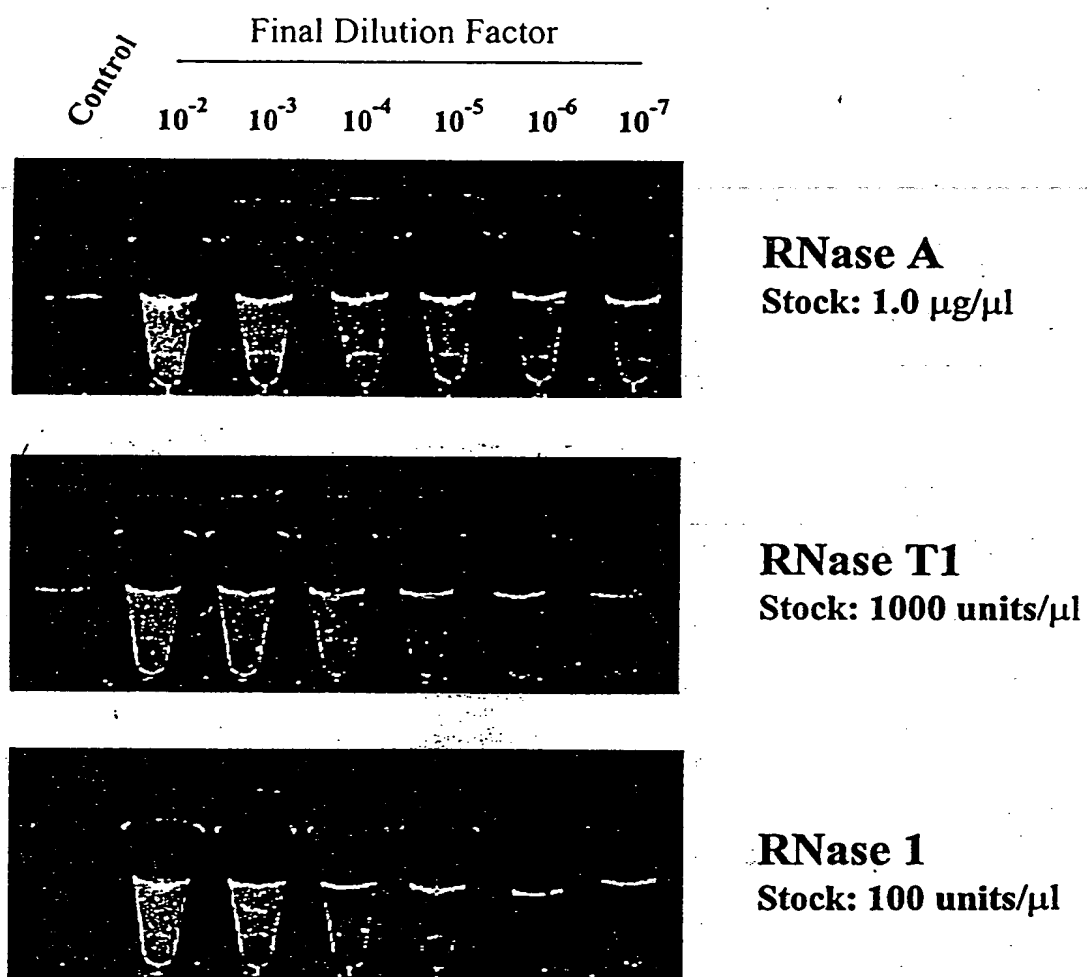 Final Dilution Factor
Control 10⁻² 10⁻³ 10⁻⁴ 10⁻⁵ 10⁻⁶ 10⁻⁷
RNase A
Stock: 1.0 μg/μl
RNase T1
Stock: 1000 units/μl
RNase 1
Stock: 100 units/μl